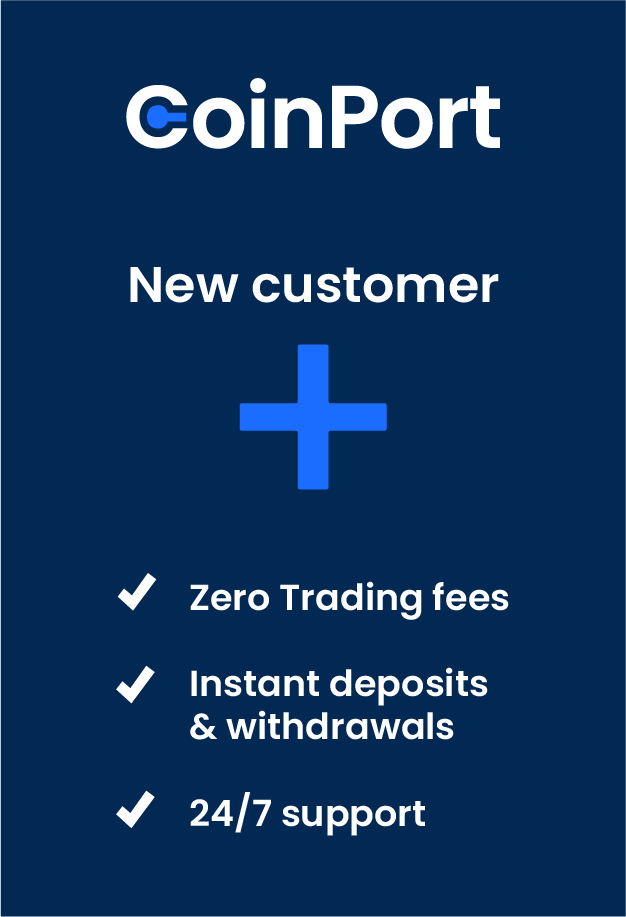 CoinPort
New customer
Zero Trading fees
Instant deposits
& withdrawals
24/7 support